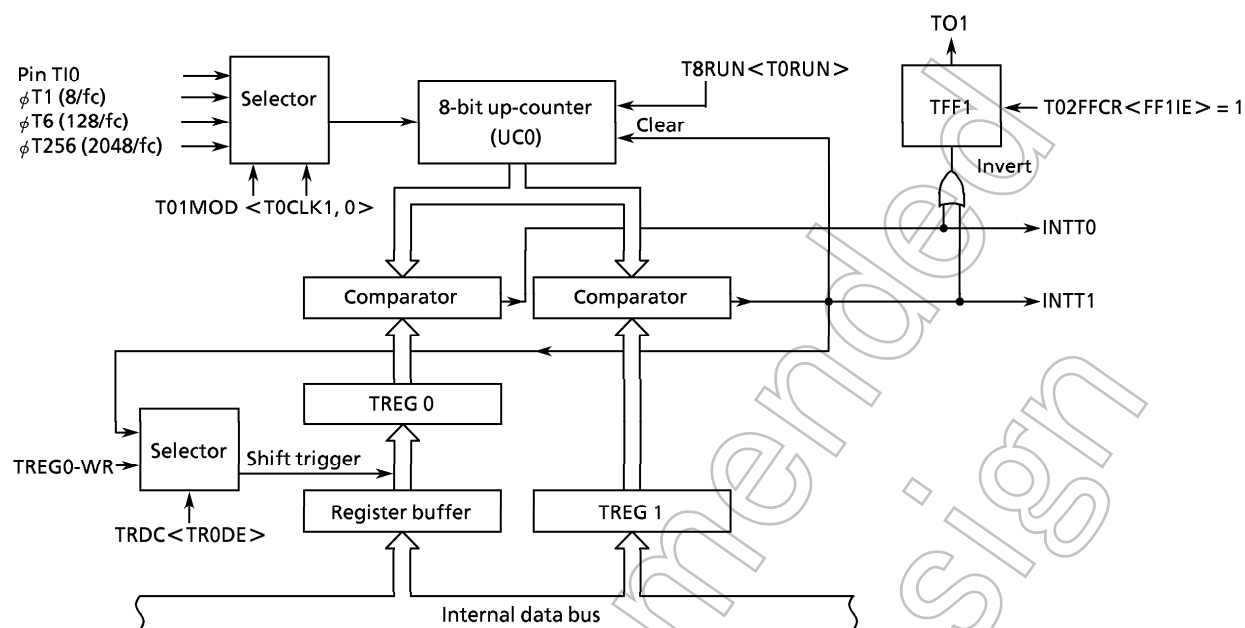 TO1
Pin TI0
φT1 (8/fc)
φT6 (128/fc)
φT256 (2048/fc)
Selector
8-bit up-counter
(UC0)
T8RUN<T0RUN>
Clear
TFF1
T02FFCR<FF1IE> = 1
Invert
T01MOD <T0CLK1, 0>
INTT0
Comparator
Comparator
INTT1
TREG 0
Selector
TREG0-WR
Shift trigger
Register buffer
TREG 1
TRDC<TR0DE>
Internal data bus
mended
sign